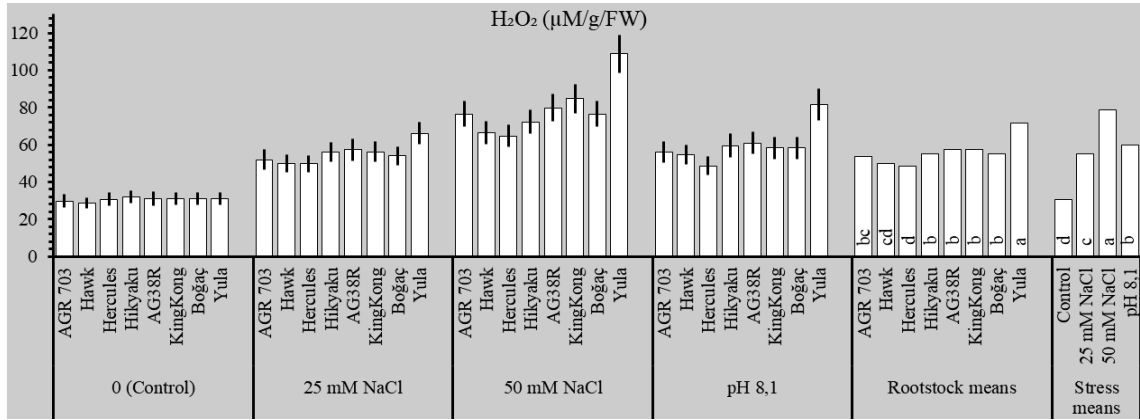 H₂O₂ (µM/g/FW)
120
100
80
60
40
20
0
bc
cd
d
b
b
b
b
a
d
c
a
b
AGR 703
Hawk
Hercules
Hikyaku
AG38R
KingKong
Boğaç
Yula
AGR 703
Hawk
Hercules
Hikyaku
AG38R
KingKong
Boğaç
Yula
AGR 703
Hawk
Hercules
Hikyaku
AG38R
KingKong
Boğaç
Yula
AGR 703
Hawk
Hercules
Hikyaku
AG38R
KingKong
Boğaç
Yula
AGR 703
Hawk
Hercules
Hikyaku
AG38R
KingKong
Boğaç
Yula
Control
25 mM NaCl
50 mM NaCl
pH 8,1
0 (Control)
25 mM NaCl
50 mM NaCl
pH 8,1
Rootstock means
Stress
means